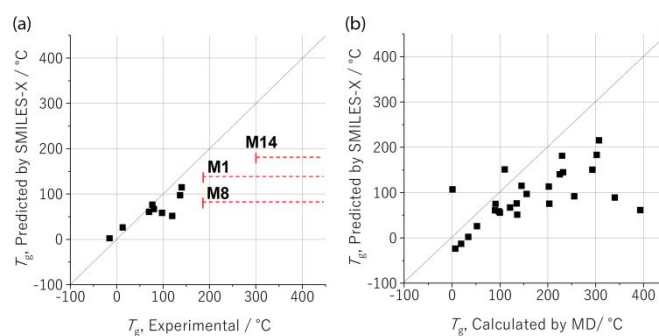 (a)
400
300
200
100
0
-100
-100 0 100 200 300 400
M14
M1
M8
Tg, Predicted by SMILES-X / °C
Tg, Experimental / °C
(b)
400
300
200
100
0
-100
-100 0 100 200 300 400
Tg, Predicted by SMILES-X / °C
Tg, Calculated by MD/ °C